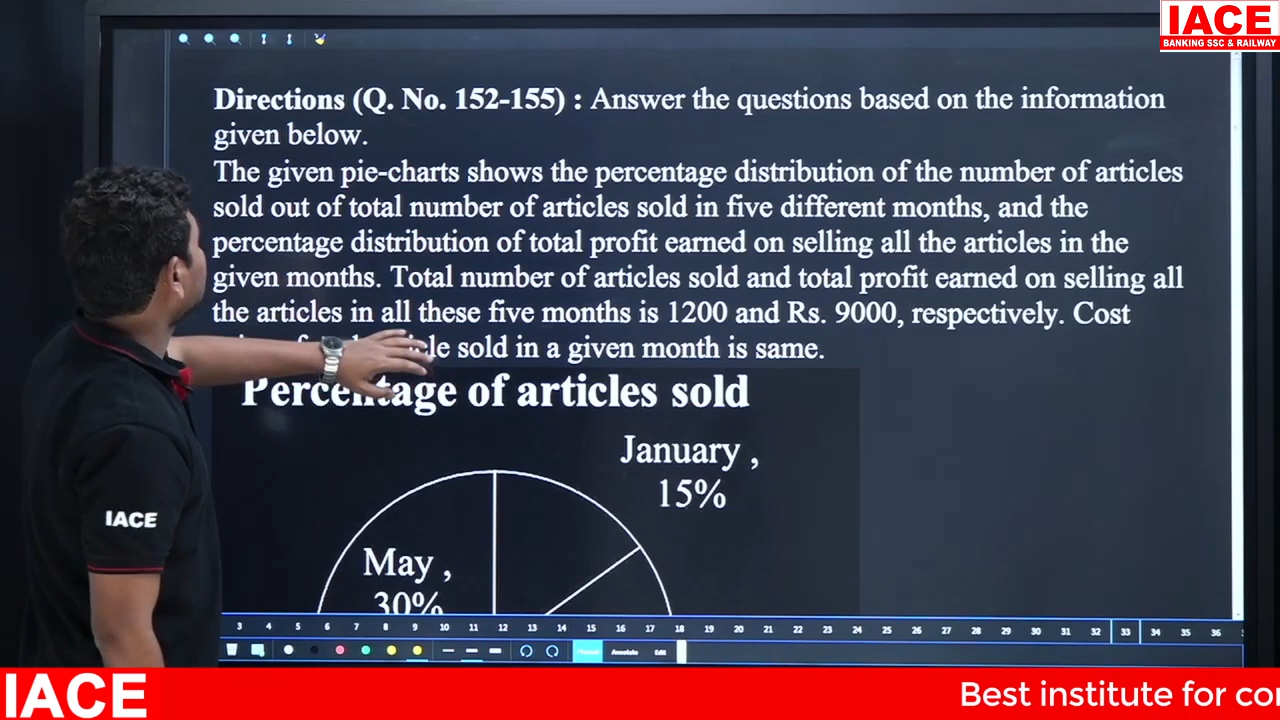 IACE
BANKING SSC & RAILWAY
Directions (Q. No. 152-155) : Answer the questions based on the information
given below.
The given pie-charts shows the percentage distribution of the number of articles
sold out of total number of articles sold in five different months, and the
percentage distribution of total profit earned on selling all the articles in the
given months. Total number of articles sold and total profit earned on selling all
the articles in all these five months is 1200 and Rs. 9000, respectively. Cost
sold in a given month is same.
Percentage of articles sold
January ,
15%
May ,
30%
IACE
3 4 5 6 7 8 9 10 11 12 13 14 15 16 17 18 19 20 21 22 23 24 25 26 27 28 29 30 31 32 33 34 35 36
Annotate Edit
IACE
Best institute for